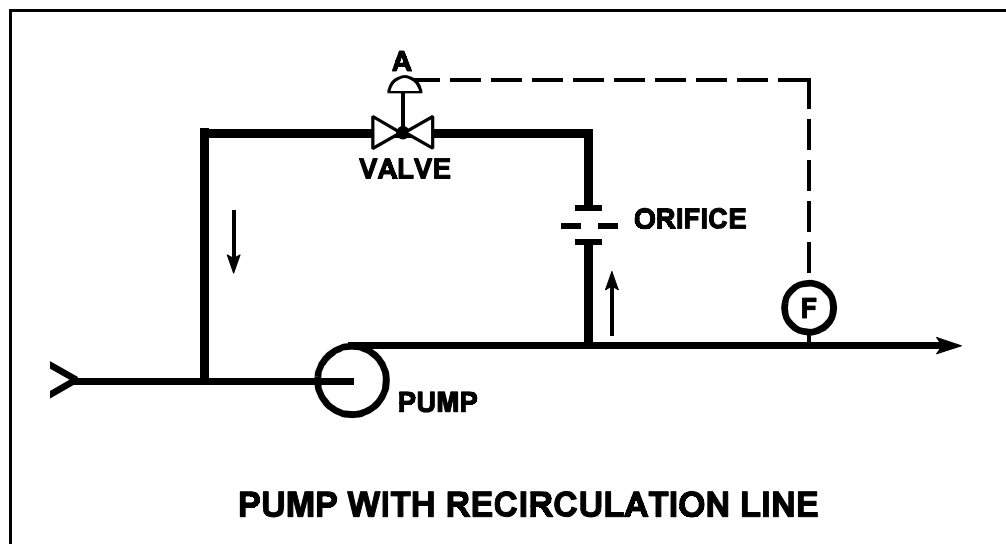 A
VALVE
ORIFICE
F
PUMP
PUMP WITH RECIRCULATION LINE